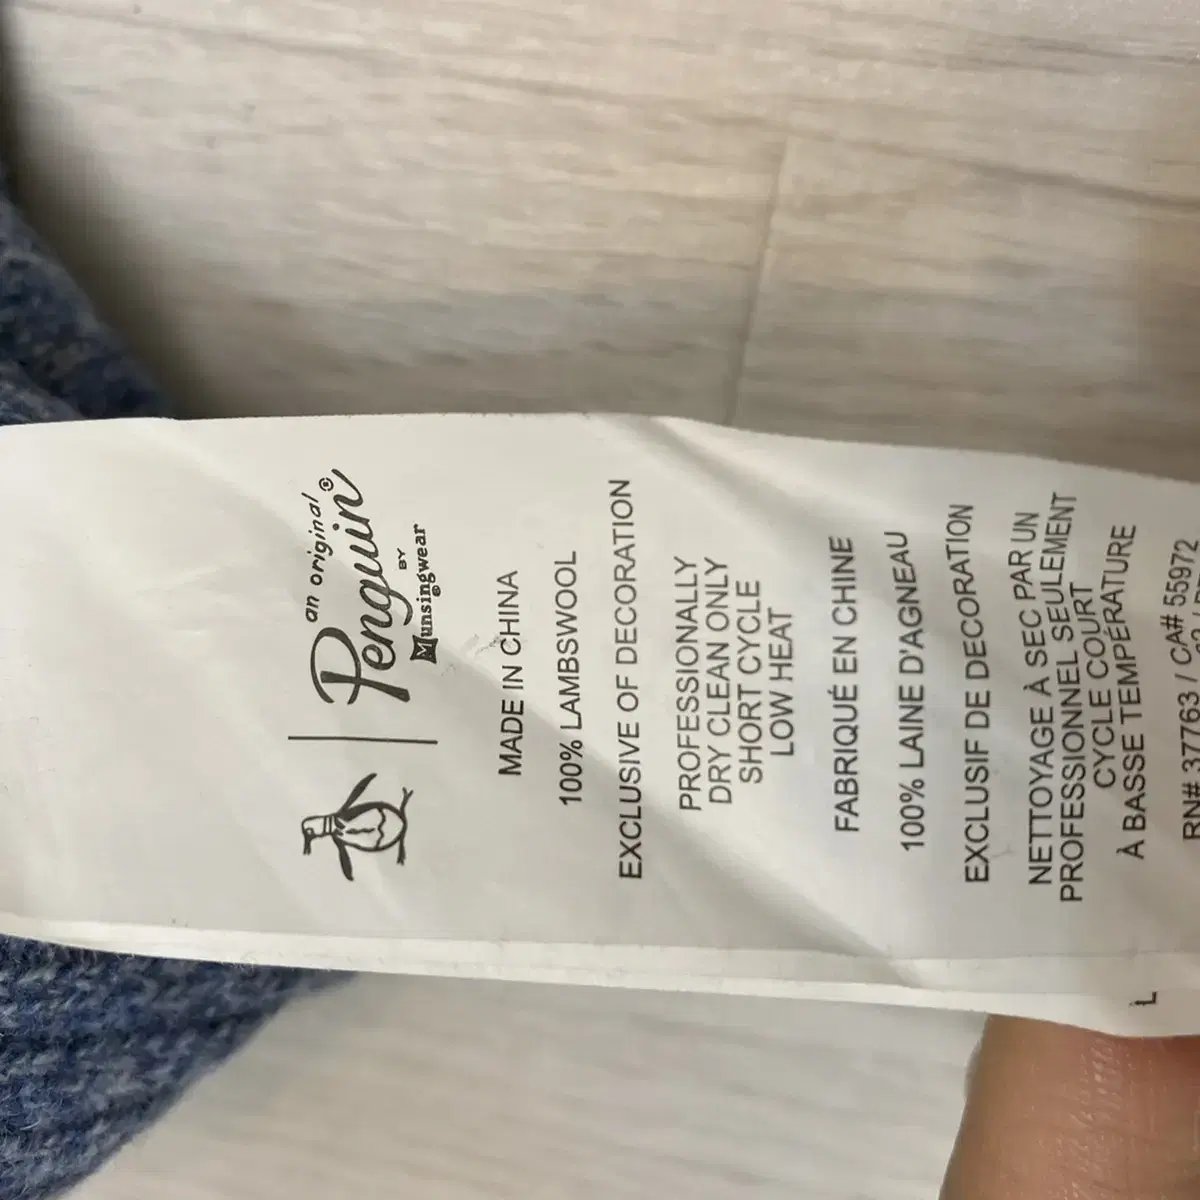 an original
Penguin®
BY
Munsingwear
MADE IN CHINA
100% LAMBSWOOL
EXCLUSIVE OF DECORATION
PROFESSIONALLY
DRY CLEAN ONLY
SHORT CYCLE
LOW HEAT
FABRIQUÉ EN CHINE
100% LAINE D'AGNEAU
EXCLUSIF DE DECORATION
NETTOYAGE À SEC PAR UN
PROFESSIONNEL SEULEMENT
CYCLE COURT
À BASSE TEMPÉRATURE
RN# 37763 / CA# 55972
L